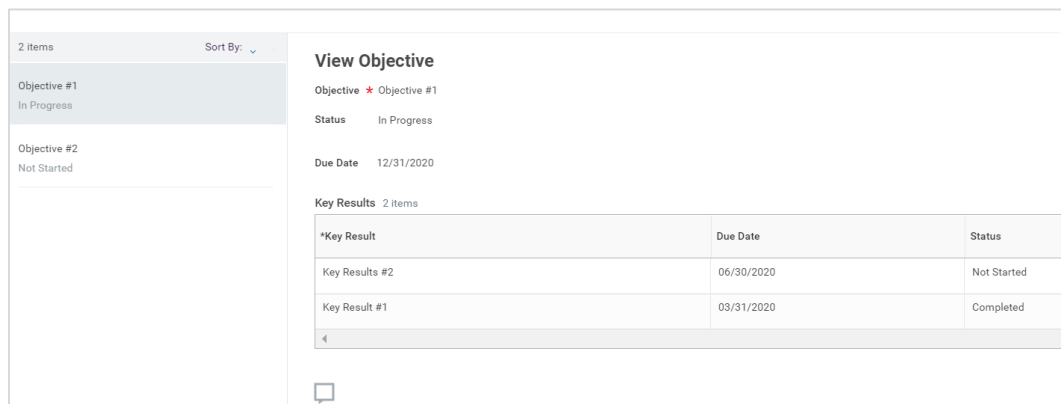 2 items Sort By:
Objective #1
In Progress
Objective #2
Not Started
View Objective
Objective * Objective #1
Status In Progress
Due Date 12/31/2020
Key Results 2 items
*Key Result Due Date Status
Key Results #2 06/30/2020 Not Started
Key Result #1 03/31/2020 Completed